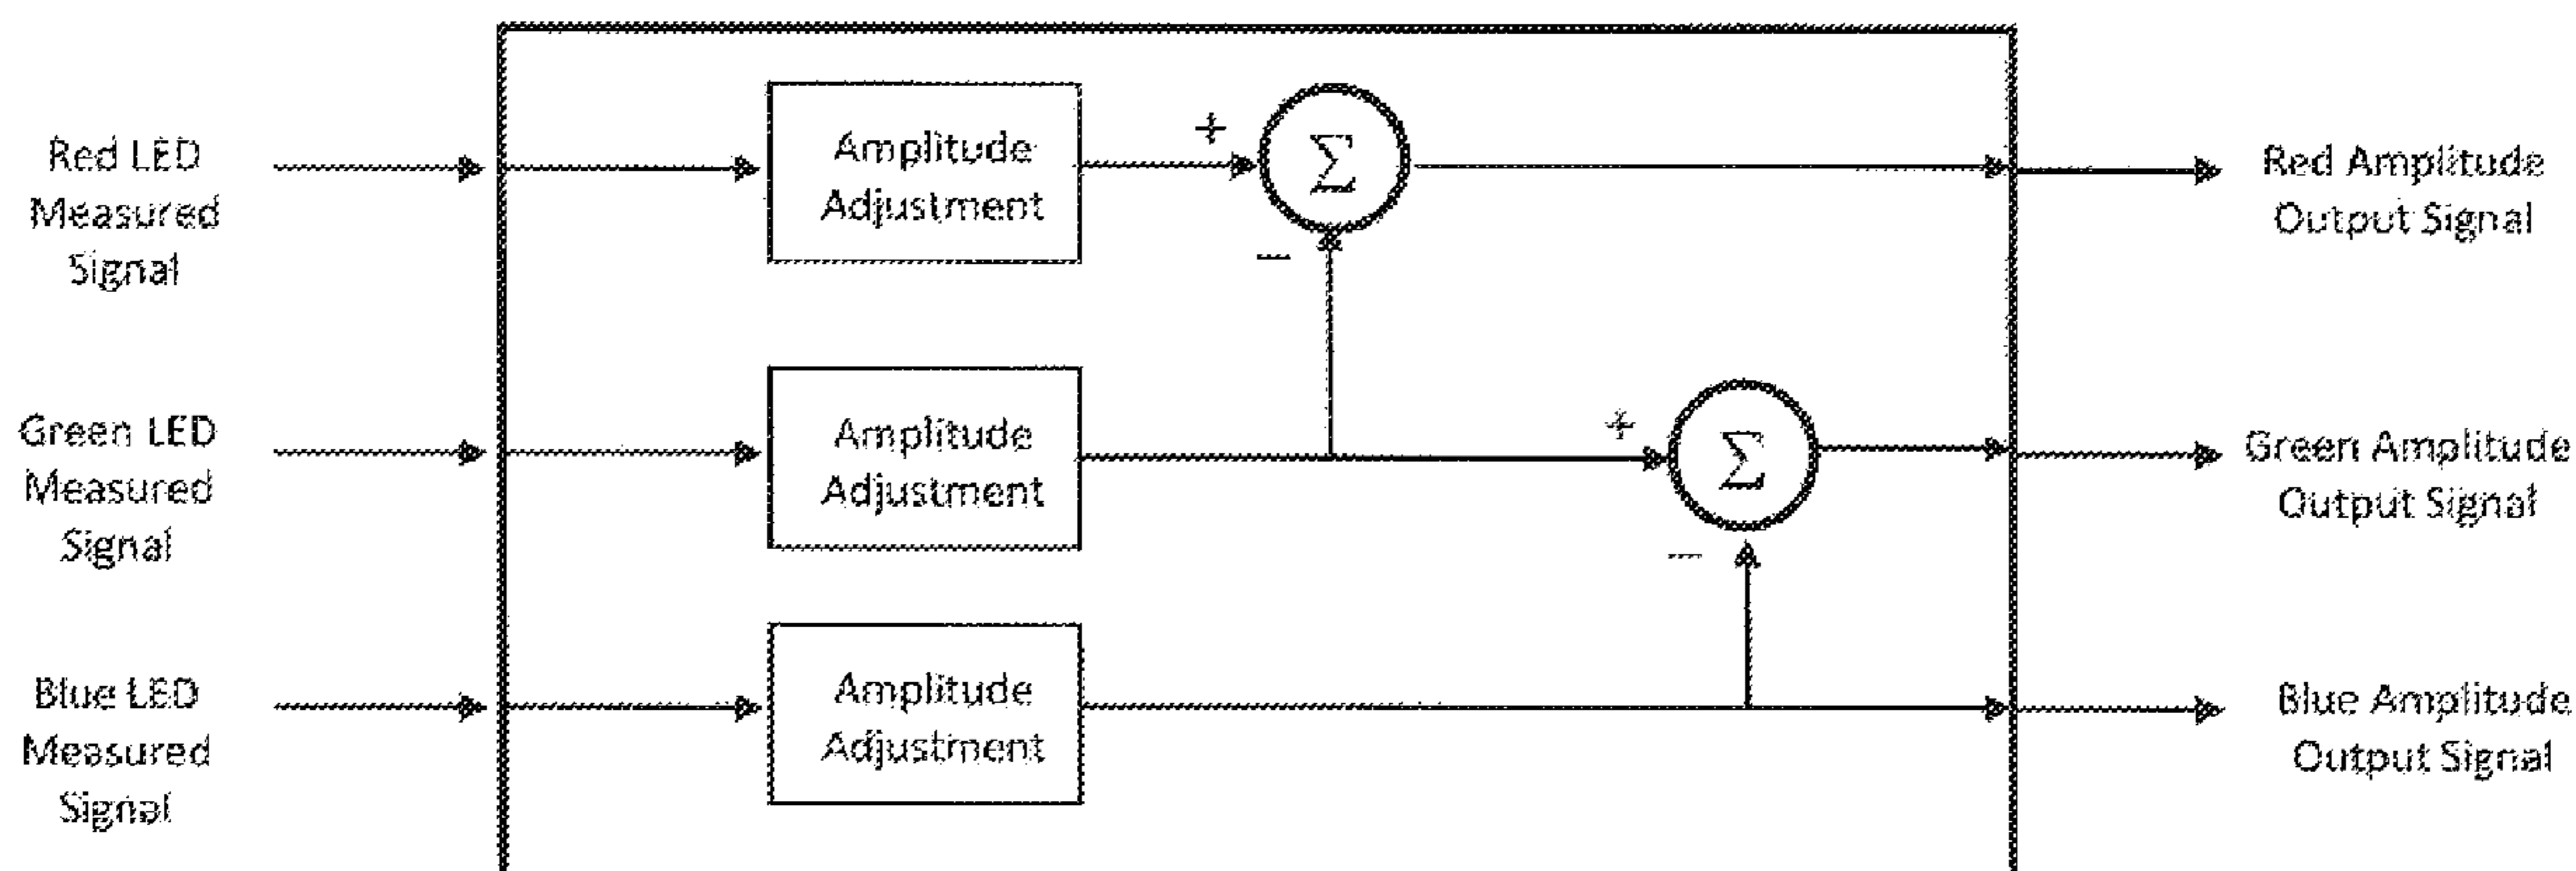 Red LED
Measured
Signal
Amplitude
Adjustment
+
Σ
−
Red Amplitude
Output Signal
Green LED
Measured
Signal
Amplitude
Adjustment
+
Σ
−
Green Amplitude
Output Signal
Blue LED
Measured
Signal
Amplitude
Adjustment
Blue Amplitude
Output Signal